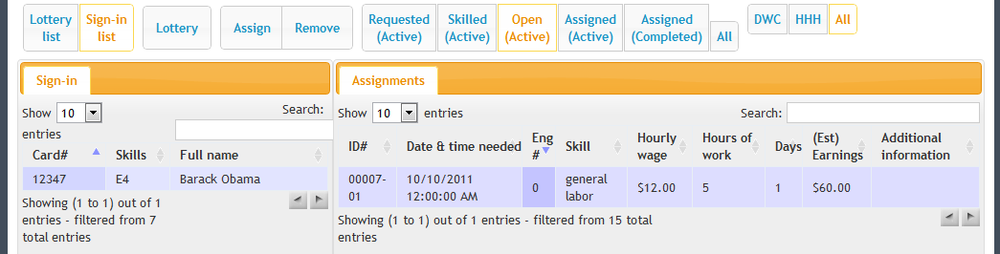 Lottery list
Sign-in list
Lottery
Assign
Remove
Requested (Active)
Skilled (Active)
Open (Active)
Assigned (Active)
Assigned (Completed)
All
DWC
HHH
All
Sign-in
Show 10 entries
Search:
Card# Skills Full name
12347 E4 Barack Obama
Showing (1 to 1) out of 1
entries - filtered from 7
total entries
Assignments
Show 10 entries
Search:
ID# Date & time needed Eng # Skill Hourly wage Hours of work Days (Est) Earnings Additional information
00007-01 10/10/2011 12:00:00 AM 0 general labor $12.00 5 1 $60.00
Showing (1 to 1) out of 1 entries - filtered from 15 total
entries